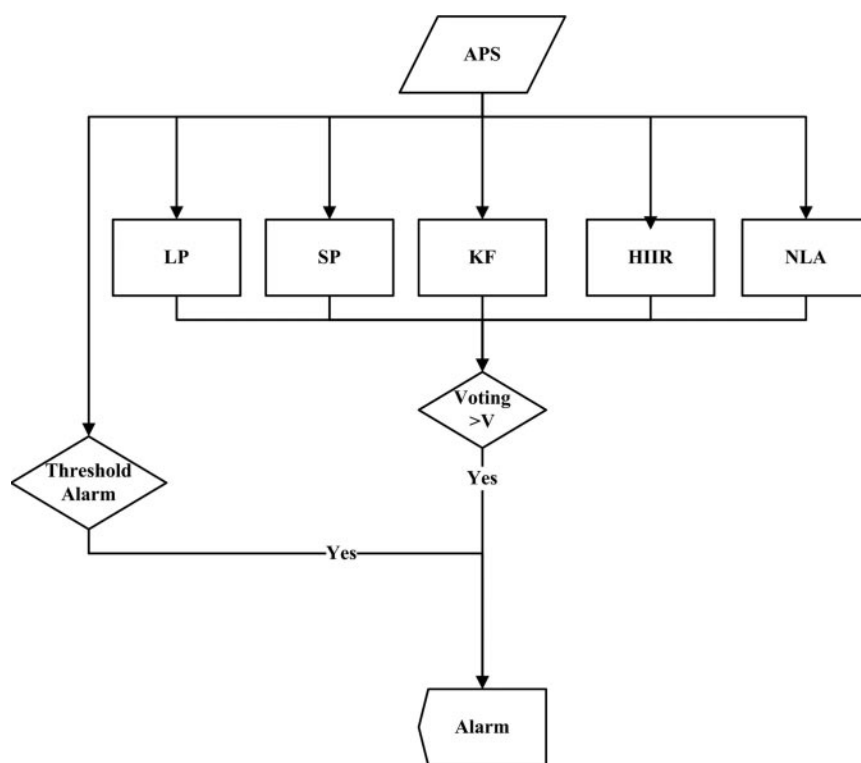 APS
LP
SP
KF
HIIR
NLA
Voting
>V
Threshold
Alarm
Yes
Yes
Alarm